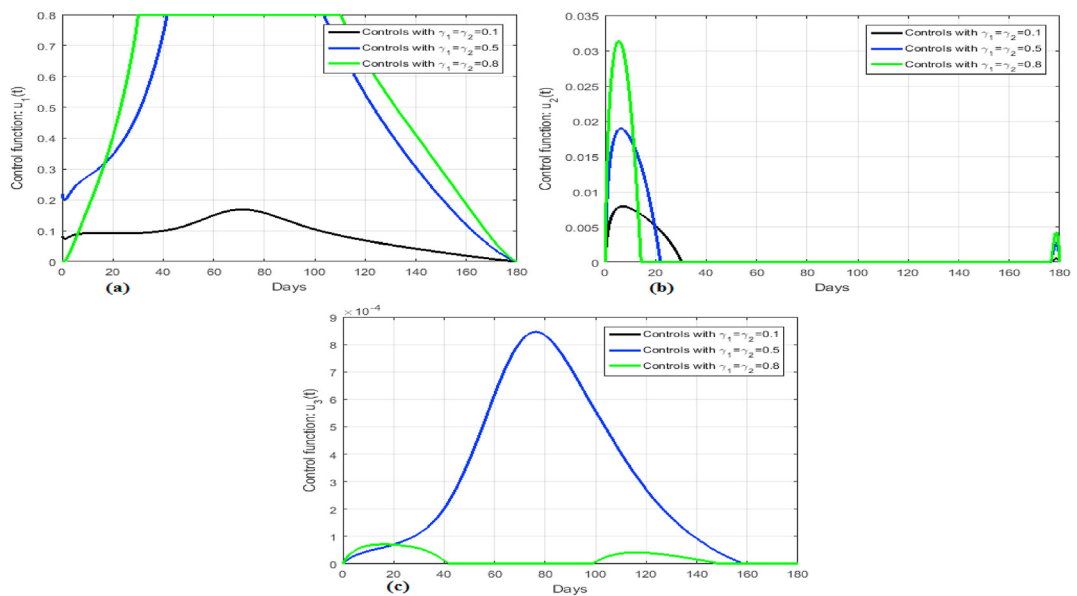 Control function: u₁(t)
0.8
0.7
0.6
0.5
0.4
0.3
0.2
0.1
0
Controls with γ₁=γ₂=0.1
Controls with γ₁=γ₂=0.5
Controls with γ₁=γ₂=0.8
0 20 40 60 80 100 120 140 160 180
(a)
Days
Control function: u₂(t)
0.035
0.03
0.025
0.02
0.015
0.01
0.005
0
Controls with γ₁=γ₂=0.1
Controls with γ₁=γ₂=0.5
Controls with γ₁=γ₂=0.8
0 20 40 60 80 100 120 140 160 180
(b)
Days
Control function: u₃(t)
× 10⁻⁴
9
8
7
6
5
4
3
2
1
0
Controls with γ₁=γ₂=0.1
Controls with γ₁=γ₂=0.5
Controls with γ₁=γ₂=0.8
0 20 40 60 80 100 120 140 160 180
(c)
Days